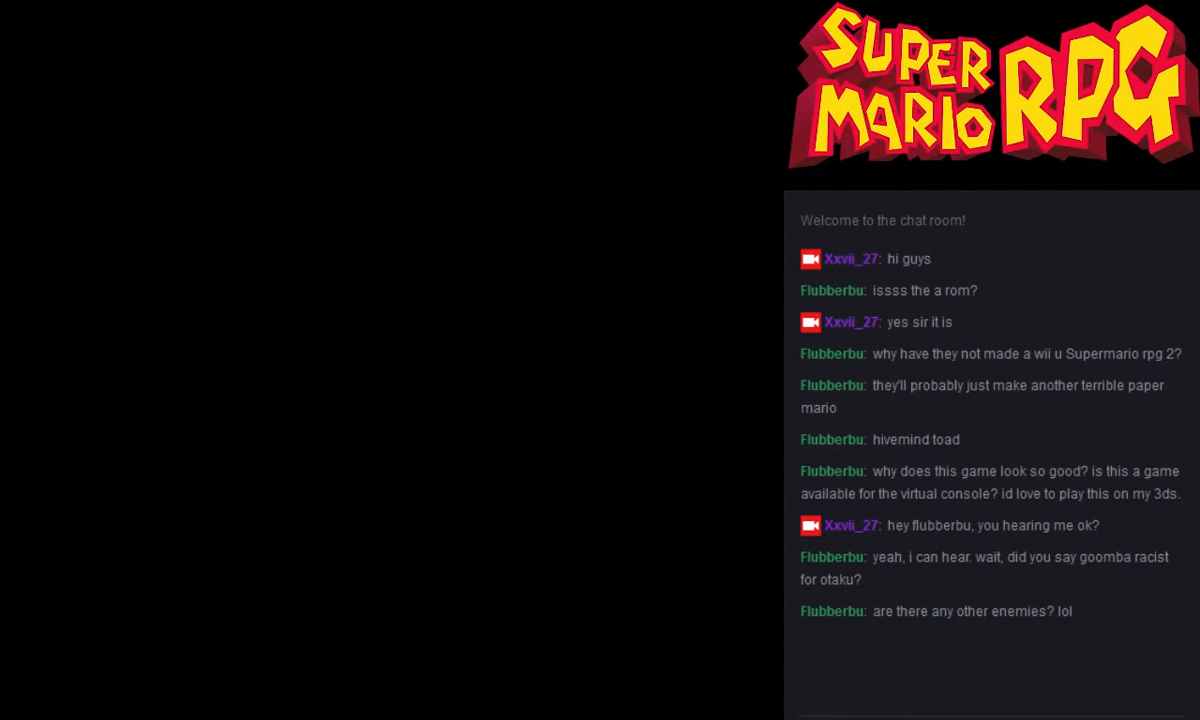 SUPER
MARIO RPG
Welcome to the chat room!
Xxvii_27: hi guys
Flubberbu: issss the a rom?
Xxvii_27: yes sir it is
Flubberbu: why have they not made a wii u Supermario rpg 2?
Flubberbu: they'll probably just make another terrible paper
mario
Flubberbu: hivemind toad
Flubberbu: why does this game look so good? is this a game
available for the virtual console? id love to play this on my 3ds.
Xxvii_27: hey flubberbu, you hearing me ok?
Flubberbu: yeah, i can hear. wait, did you say goomba racist
for otaku?
Flubberbu: are there any other enemies? lol